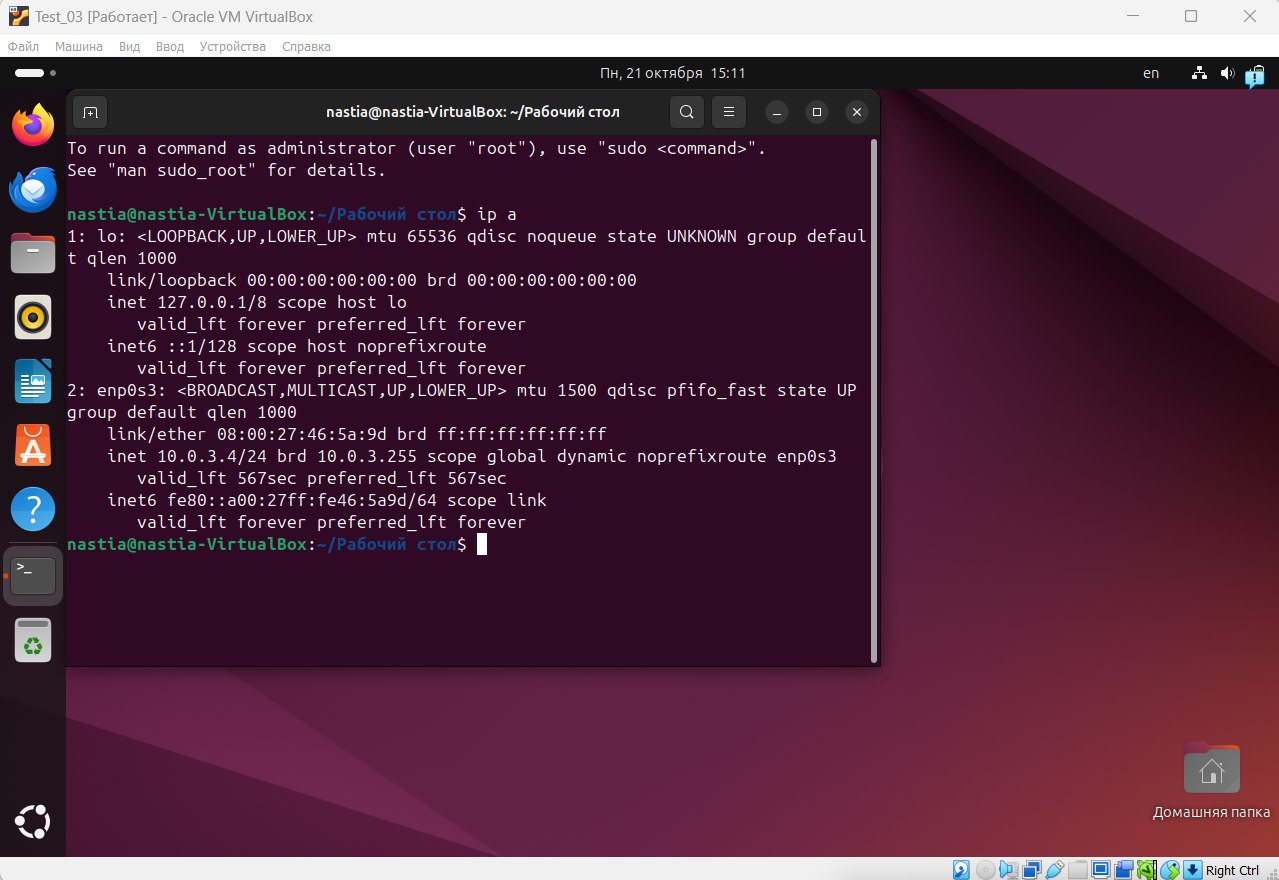 Test_03 [Работает] - Oracle VM VirtualBox
Файл Машина Вид Ввод Устройства Справка
Пн, 21 октября 15:11 en
nastia@nastia-VirtualBox: ~/Рабочий стол
To run a command as administrator (user "root"), use "sudo <command>".
See "man sudo_root" for details.
nastia@nastia-VirtualBox:~/Рабочий стол$ ip a
1: lo: <LOOPBACK,UP,LOWER_UP> mtu 65536 qdisc noqueue state UNKNOWN group defaul
t qlen 1000
link/loopback 00:00:00:00:00:00 brd 00:00:00:00:00:00
inet 127.0.0.1/8 scope host lo
valid_lft forever preferred_lft forever
inet6 ::1/128 scope host noprefixroute
valid_lft forever preferred_lft forever
2: enp0s3: <BROADCAST,MULTICAST,UP,LOWER_UP> mtu 1500 qdisc pfifo_fast state UP
group default qlen 1000
link/ether 08:00:27:46:5a:9d brd ff:ff:ff:ff:ff:ff
inet 10.0.3.4/24 brd 10.0.3.255 scope global dynamic noprefixroute enp0s3
valid_lft 567sec preferred_lft 567sec
inet6 fe80::a00:27ff:fe46:5a9d/64 scope link
valid_lft forever preferred_lft forever
nastia@nastia-VirtualBox:~/Рабочий стол$
Домашняя папка
Right Ctrl